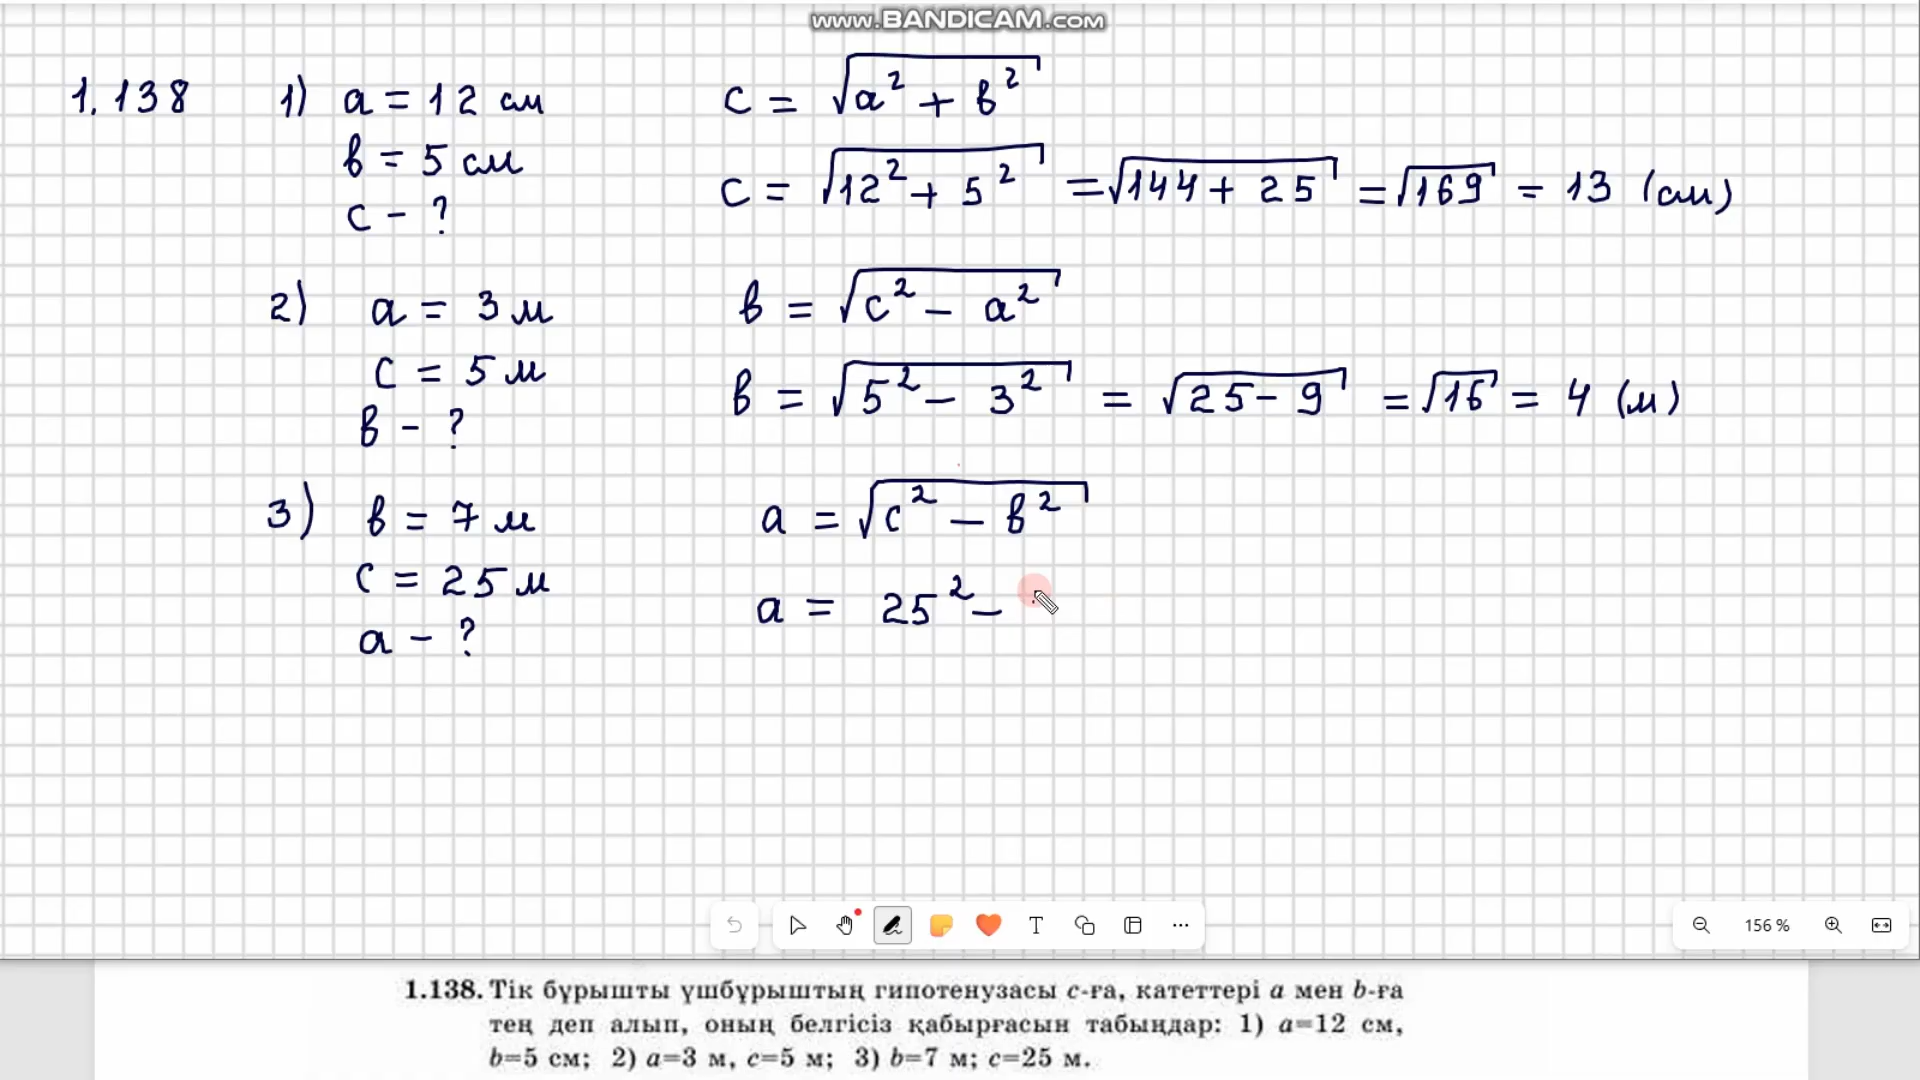 www.BANDICAM.com
1.138 1) a = 12 см c = √a² + b²
b = 5 см c = √12² + 5² = √144 + 25 = √169 = 13 (см)
c - ?
2) a = 3 м b = √c² - a²
c = 5 м b = √5² - 3² = √25 - 9 = √16 = 4 (м)
b - ?
3) b = 7 м a = √c² - b²
c = 25 м a = 25² -
a - ?
T
156 %
1.138. Тік бұрышты үшбұрыштың гипотенузасы c-ға, катеттері a мен b-ға
тең деп алып, оның белгісіз қабырғасын табыңдар: 1) a=12 см,
b=5 см; 2) a=3 м, c=5 м; 3) b=7 м; c=25 м.